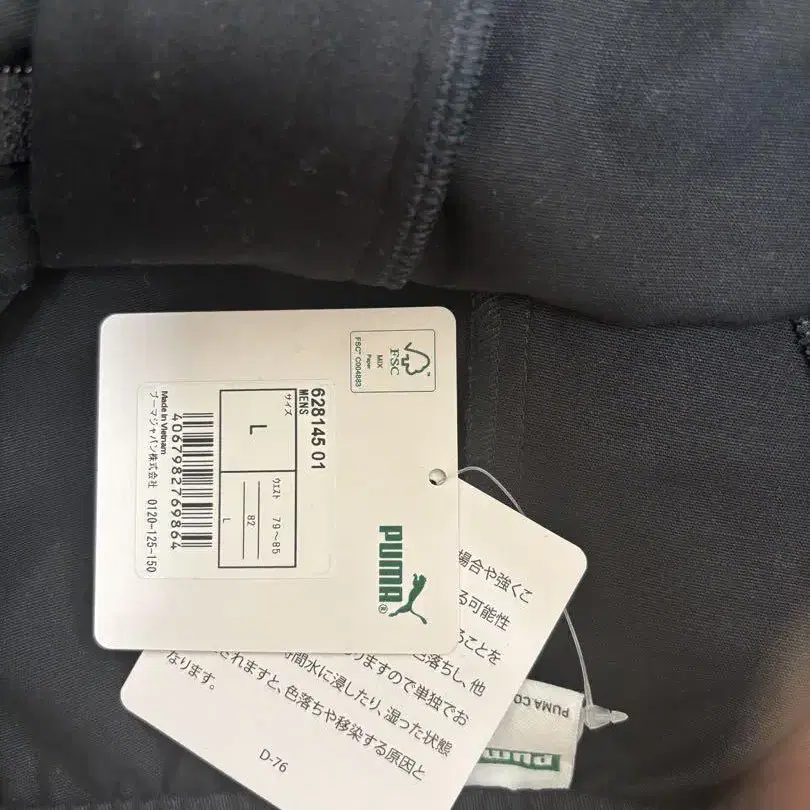 FSC
MIX
Paper
FSC™ C004883
628145 01
MENS
サイズ
L
ウエスト 79～85
82
L
4067982769864
Made in Vietnam
プーマジャパン株式会社 0120-125-150
PUMA®
場合や強くこ
る可能性
ることを
色落ちし、他
りますので単独でお
時間水に浸したり、湿った状態
されますと、色落ちや移染する原因と
なります。
D-76
PUMA CO
puma